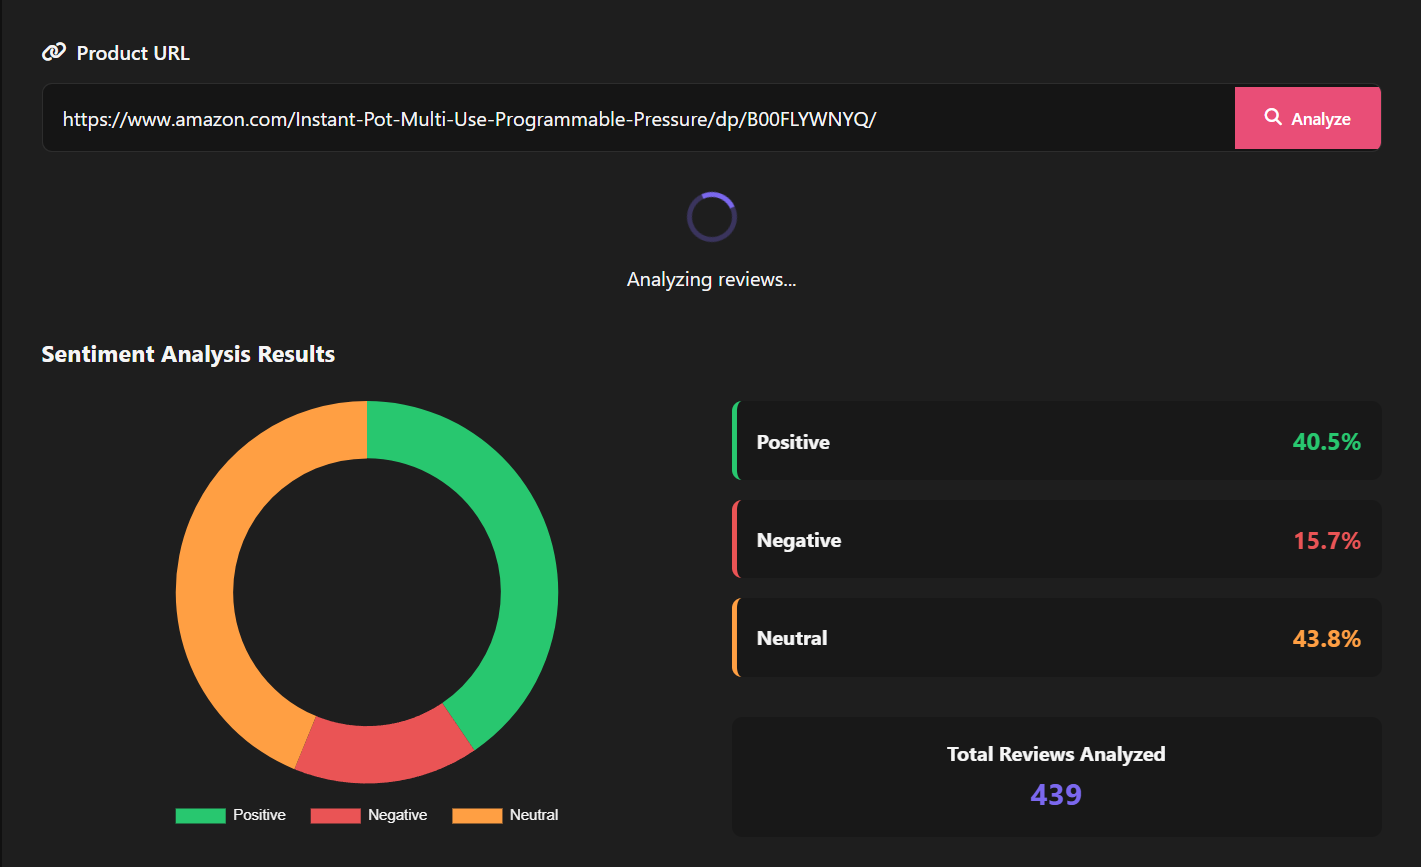 Product URL
https://www.amazon.com/Instant-Pot-Multi-Use-Programmable-Pressure/dp/B00FLYWNYQ/
Analyze
Analyzing reviews...
Sentiment Analysis Results
Positive
40.5%
Negative
15.7%
Neutral
43.8%
Total Reviews Analyzed
439
Positive Negative Neutral